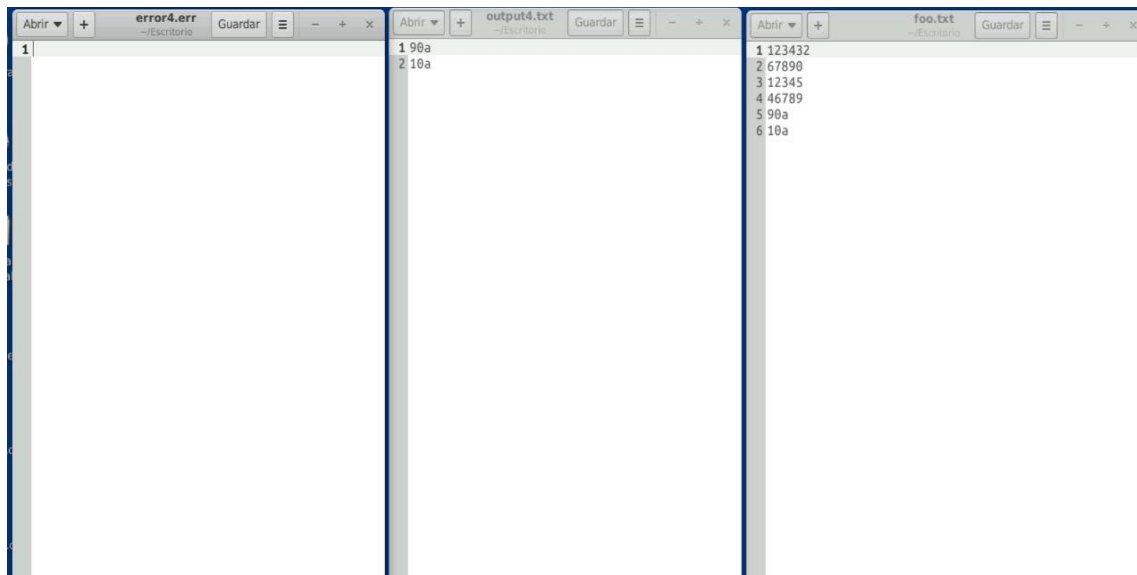 Abrir
+
error4.err
~/Escritorio
Guardar
1
Abrir
+
output4.txt
~/Escritorio
Guardar
1 90a
2 10a
Abrir
+
foo.txt
~/Escritorio
Guardar
1 123432
2 67890
3 12345
4 46789
5 90a
6 10a